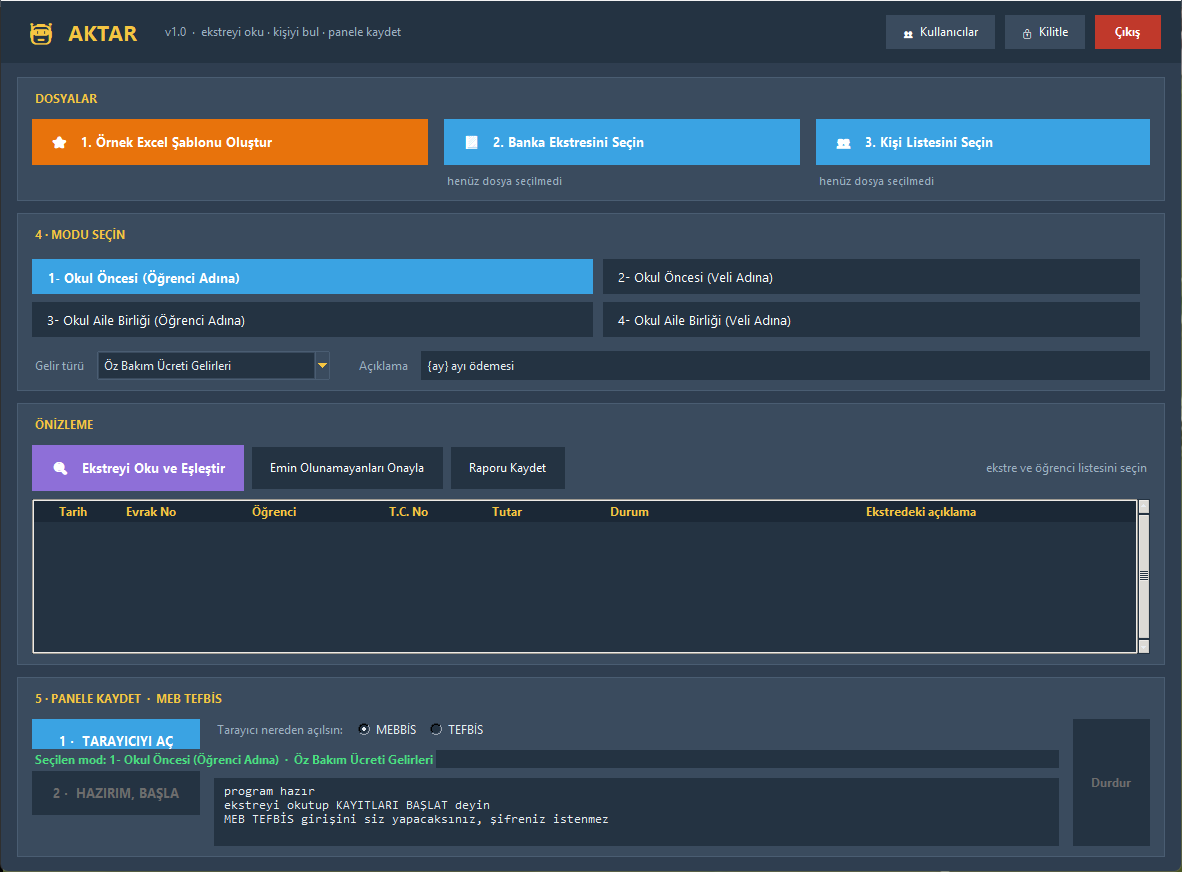 AKTAR
v1.0 · ekstreyi oku · kişiyi bul · panele kaydet
Kullanıcılar
Kilitle
Çıkış
DOSYALAR
1. Örnek Excel Şablonu Oluştur
2. Banka Ekstresini Seçin
3. Kişi Listesini Seçin
henüz dosya seçilmedi
henüz dosya seçilmedi
4 · MODU SEÇİN
1- Okul Öncesi (Öğrenci Adına)
2- Okul Öncesi (Veli Adına)
3- Okul Aile Birliği (Öğrenci Adına)
4- Okul Aile Birliği (Veli Adına)
Gelir türü
Öz Bakım Ücreti Gelirleri
Açıklama
{ay} ayı ödemesi
ÖNİZLEME
Ekstreyi Oku ve Eşleştir
Emin Olunamayanları Onayla
Raporu Kaydet
ekstre ve öğrenci listesini seçin
Tarih Evrak No Öğrenci T.C. No Tutar Durum Ekstredeki açıklama
5 · PANELE KAYDET · MEB TEFBİS
1 · TARAYICIYI AÇ
Tarayıcı nereden açılsın:
MEBBİS
TEFBİS
Seçilen mod: 1- Okul Öncesi (Öğrenci Adına) · Öz Bakım Ücreti Gelirleri
2 · HAZIRIM, BAŞLA
program hazır
ekstreyi okutup KAYITLARI BAŞLAT deyin
MEB TEFBİS girişini siz yapacaksınız, şifreniz istenmez
Durdur